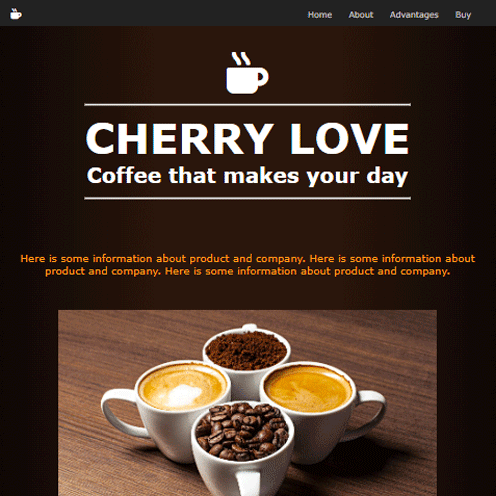 Home About Advantages Buy
CHERRY LOVE
Coffee that makes your day
Here is some information about product and company. Here is some information about
product and company. Here is some information about product and company.